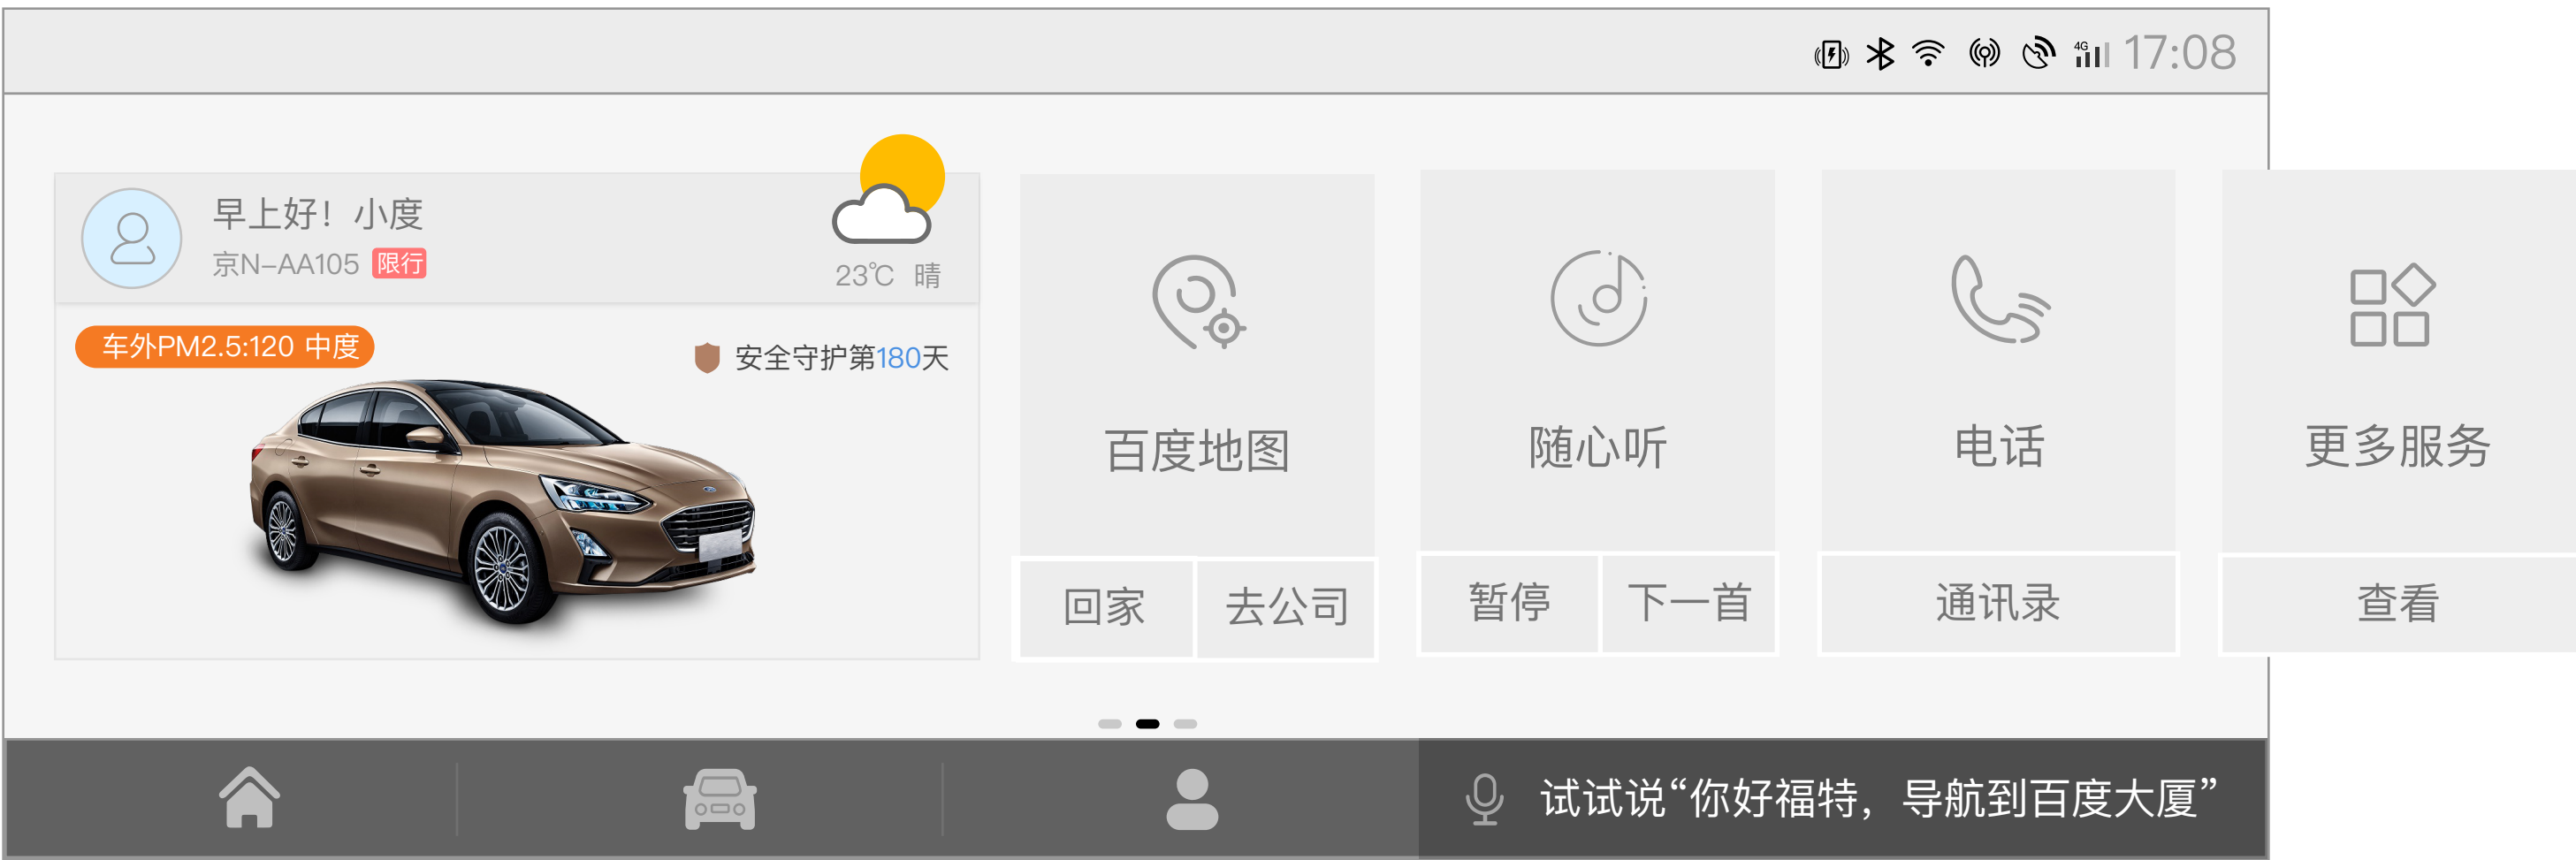 4G 17:08
早上好！小度
京N-AA105 限行
23℃ 晴
车外PM2.5:120 中度
安全守护第180天
百度地图
回家 去公司
随心听
暂停 下一首
电话
通讯录
更多服务
查看
试试说“你好福特，导航到百度大厦”